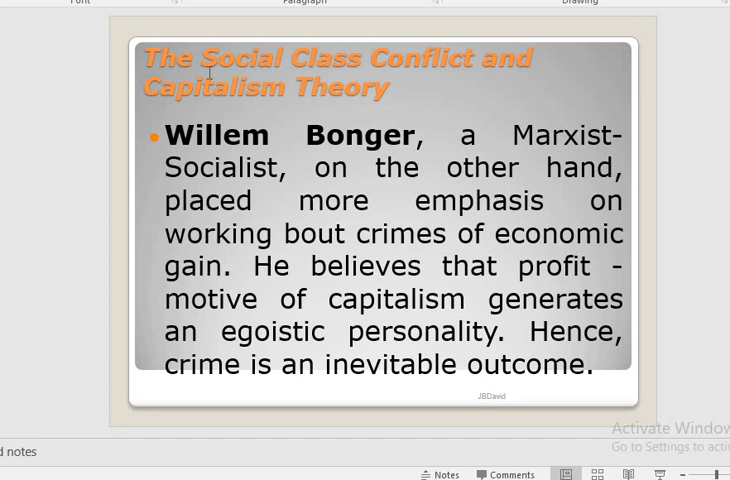 Paragraph
Drawing
The Social Class Conflict and
Capitalism Theory
Willem Bonger, a Marxist-
Socialist, on the other hand,
placed more emphasis on
working bout crimes of economic
gain. He believes that profit -
motive of capitalism generates
an egoistic personality. Hence,
crime is an inevitable outcome.
JBDavid
Activate Window
Go to Settings to activ
d notes
Notes Comments